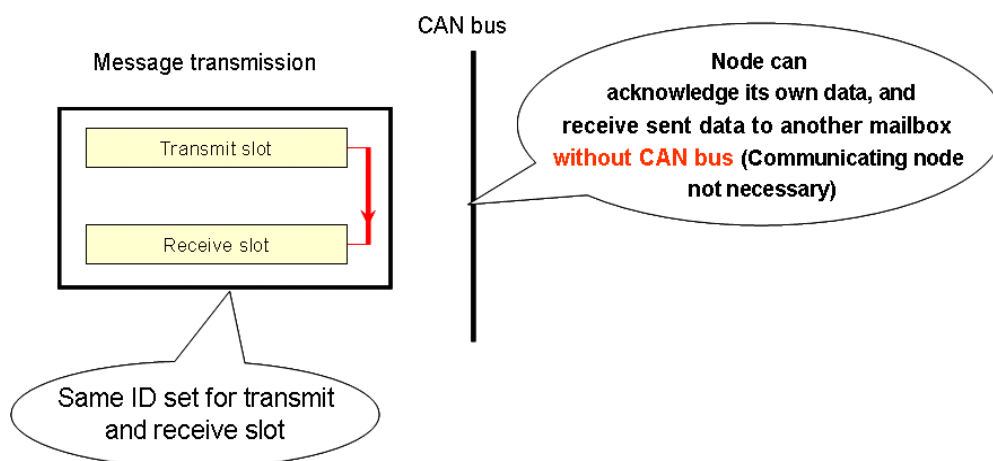 CAN bus
Message transmission
Node can
acknowledge its own data, and
receive sent data to another mailbox
without CAN bus (Communicating node
not necessary)
Transmit slot
Receive slot
Same ID set for transmit
and receive slot